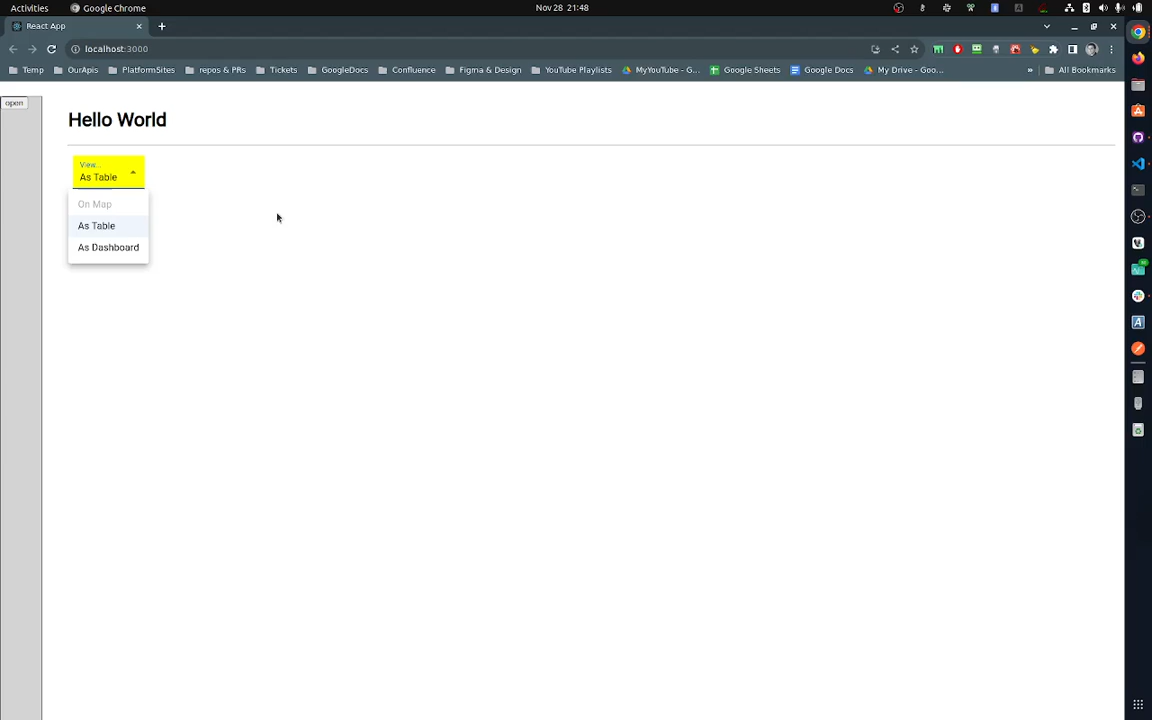 Activities Google Chrome Nov 28 21:48
React App
localhost:3000
Temp OurApis PlatformSites repos & PRs Tickets GoogleDocs Confluence Figma & Design YouTube Playlists MyYouTube - G... Google Sheets Google Docs My Drive - Goo... » All Bookmarks
open
Hello World
View...
As Table
On Map
As Table
As Dashboard